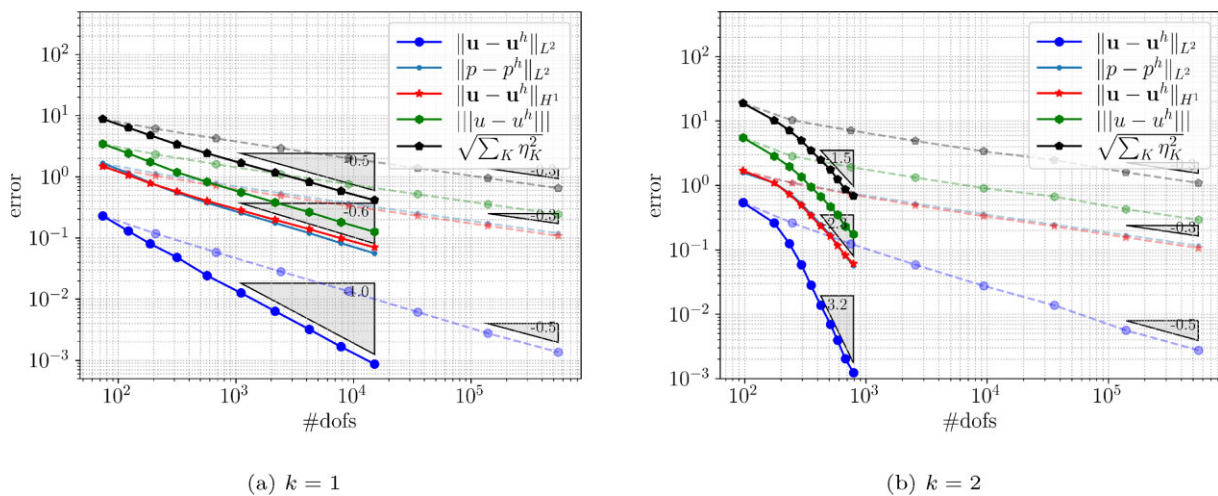 10^2
10^1
10^0
10^{-1}
10^{-2}
10^{-3}
error
10^2 10^3 10^4 10^5
#dofs
‖𝐮 − 𝐮^h‖_{L^2}
‖p − p^h‖_{L^2}
‖𝐮 − 𝐮^h‖_{H^1}
|||u − u^h|||
√∑_K η_K^2
-0.5
-0.5
-0.6
-0.3
-1.0
-0.5
(a) k = 1
10^2
10^1
10^0
10^{-1}
10^{-2}
10^{-3}
error
10^2 10^3 10^4 10^5
#dofs
‖𝐮 − 𝐮^h‖_{L^2}
‖p − p^h‖_{L^2}
‖𝐮 − 𝐮^h‖_{H^1}
|||u − u^h|||
√∑_K η_K^2
-1.5
-0.3
-3.2
-0.5
(b) k = 2